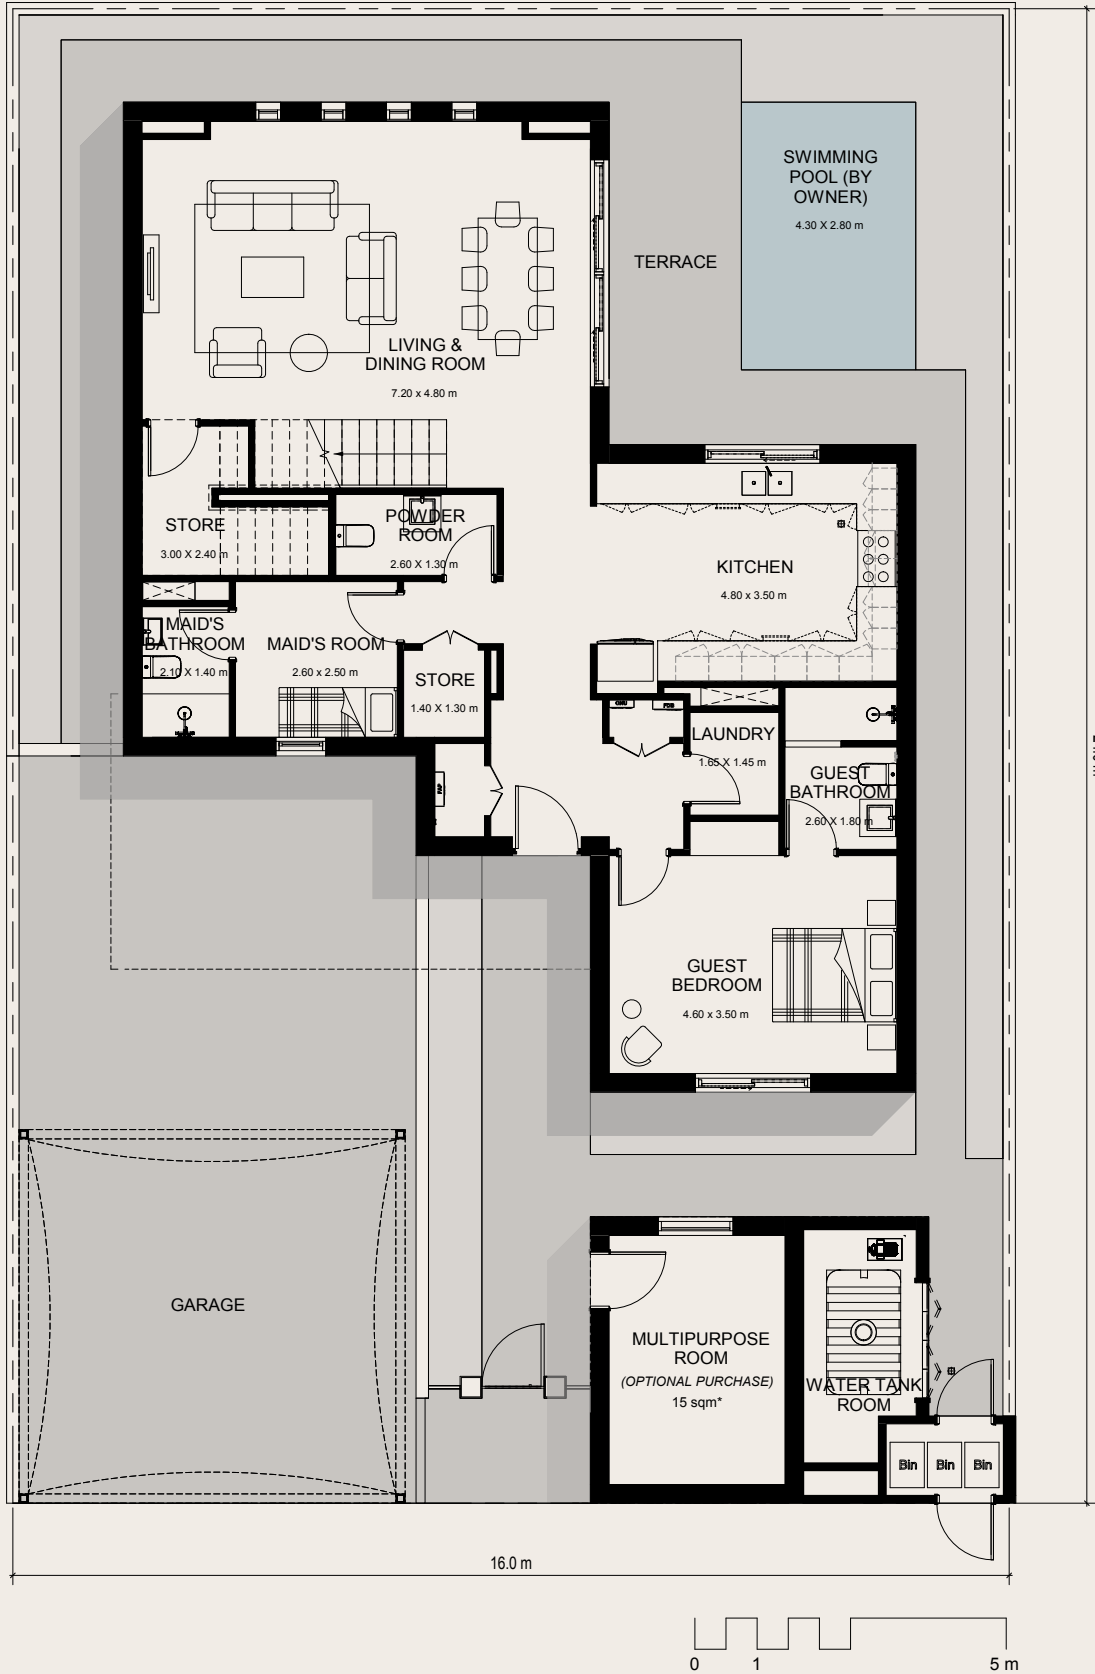 SWIMMING
POOL (BY
OWNER)
4.30 X 2.80 m
TERRACE
LIVING &
DINING ROOM
7.20 x 4.80 m
STORE
3.00 X 2.40 m
POWDER
ROOM
2.60 X 1.30 m
KITCHEN
4.80 x 3.50 m
MAID'S
BATHROOM
2.10 X 1.40 m
MAID'S ROOM
2.60 x 2.50 m
STORE
1.40 X 1.30 m
LAUNDRY
1.65 X 1.45 m
GUEST
BATHROOM
2.60 X 1.80 m
GUEST
BEDROOM
4.60 x 3.50 m
GARAGE
MULTIPURPOSE
ROOM
(OPTIONAL PURCHASE)
15 sqm*
WATER TANK
ROOM
Bin Bin Bin
16.0 m
0 1 5 m